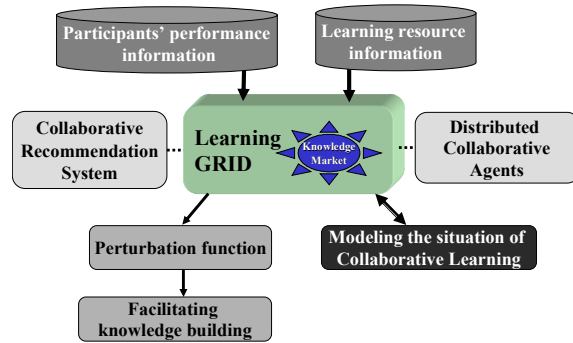 Participants' performance
information
Learning resource
information
Collaborative
Recommendation
System
Learning
GRID
Knowledge
Market
Distributed
Collaborative
Agents
Perturbation function
Modeling the situation of
Collaborative Learning
Facilitating
knowledge building